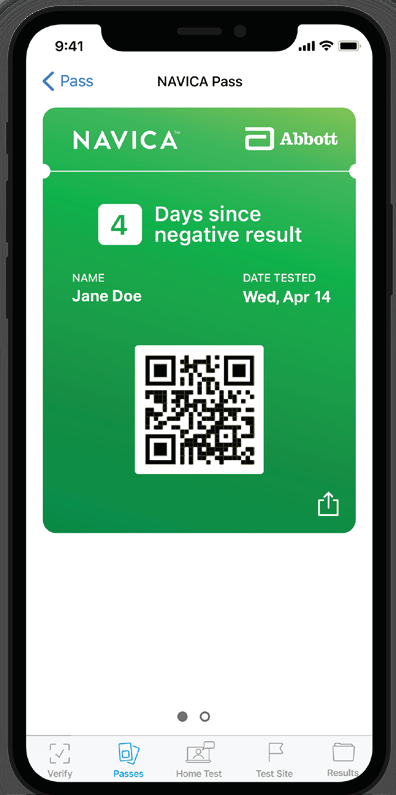 9:41
Pass
NAVICA Pass
NAVICA™
Abbott
4
Days since
negative result
NAME
Jane Doe
DATE TESTED
Wed, Apr 14
Verify
Passes
Home Test
Test Site
Results